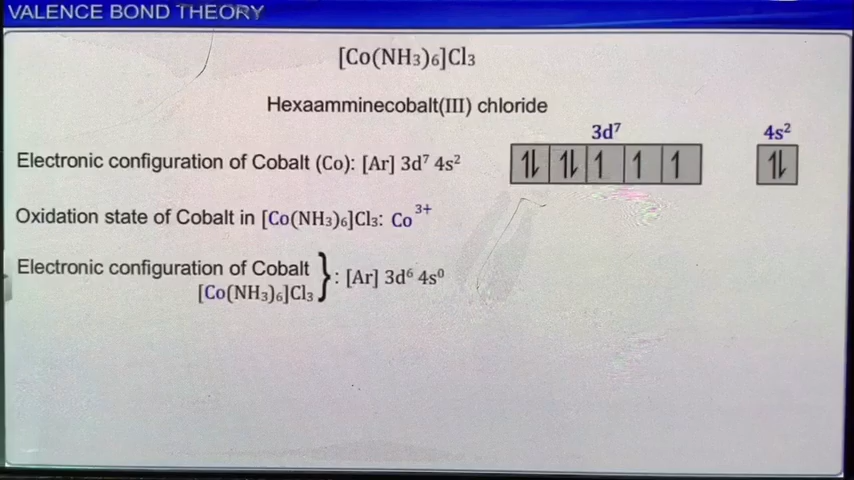 VALENCE BOND THEORY
[Co(NH₃)₆]Cl₃
Hexaamminecobalt(III) chloride
3d⁷ 4s²
Electronic configuration of Cobalt (Co): [Ar] 3d⁷ 4s² ⥮ ⥮ 1 1 1 ⥮
Oxidation state of Cobalt in [Co(NH₃)₆]Cl₃: Co³⁺
Electronic configuration of Cobalt
[Co(NH₃)₆]Cl₃ } : [Ar] 3d⁶ 4s⁰